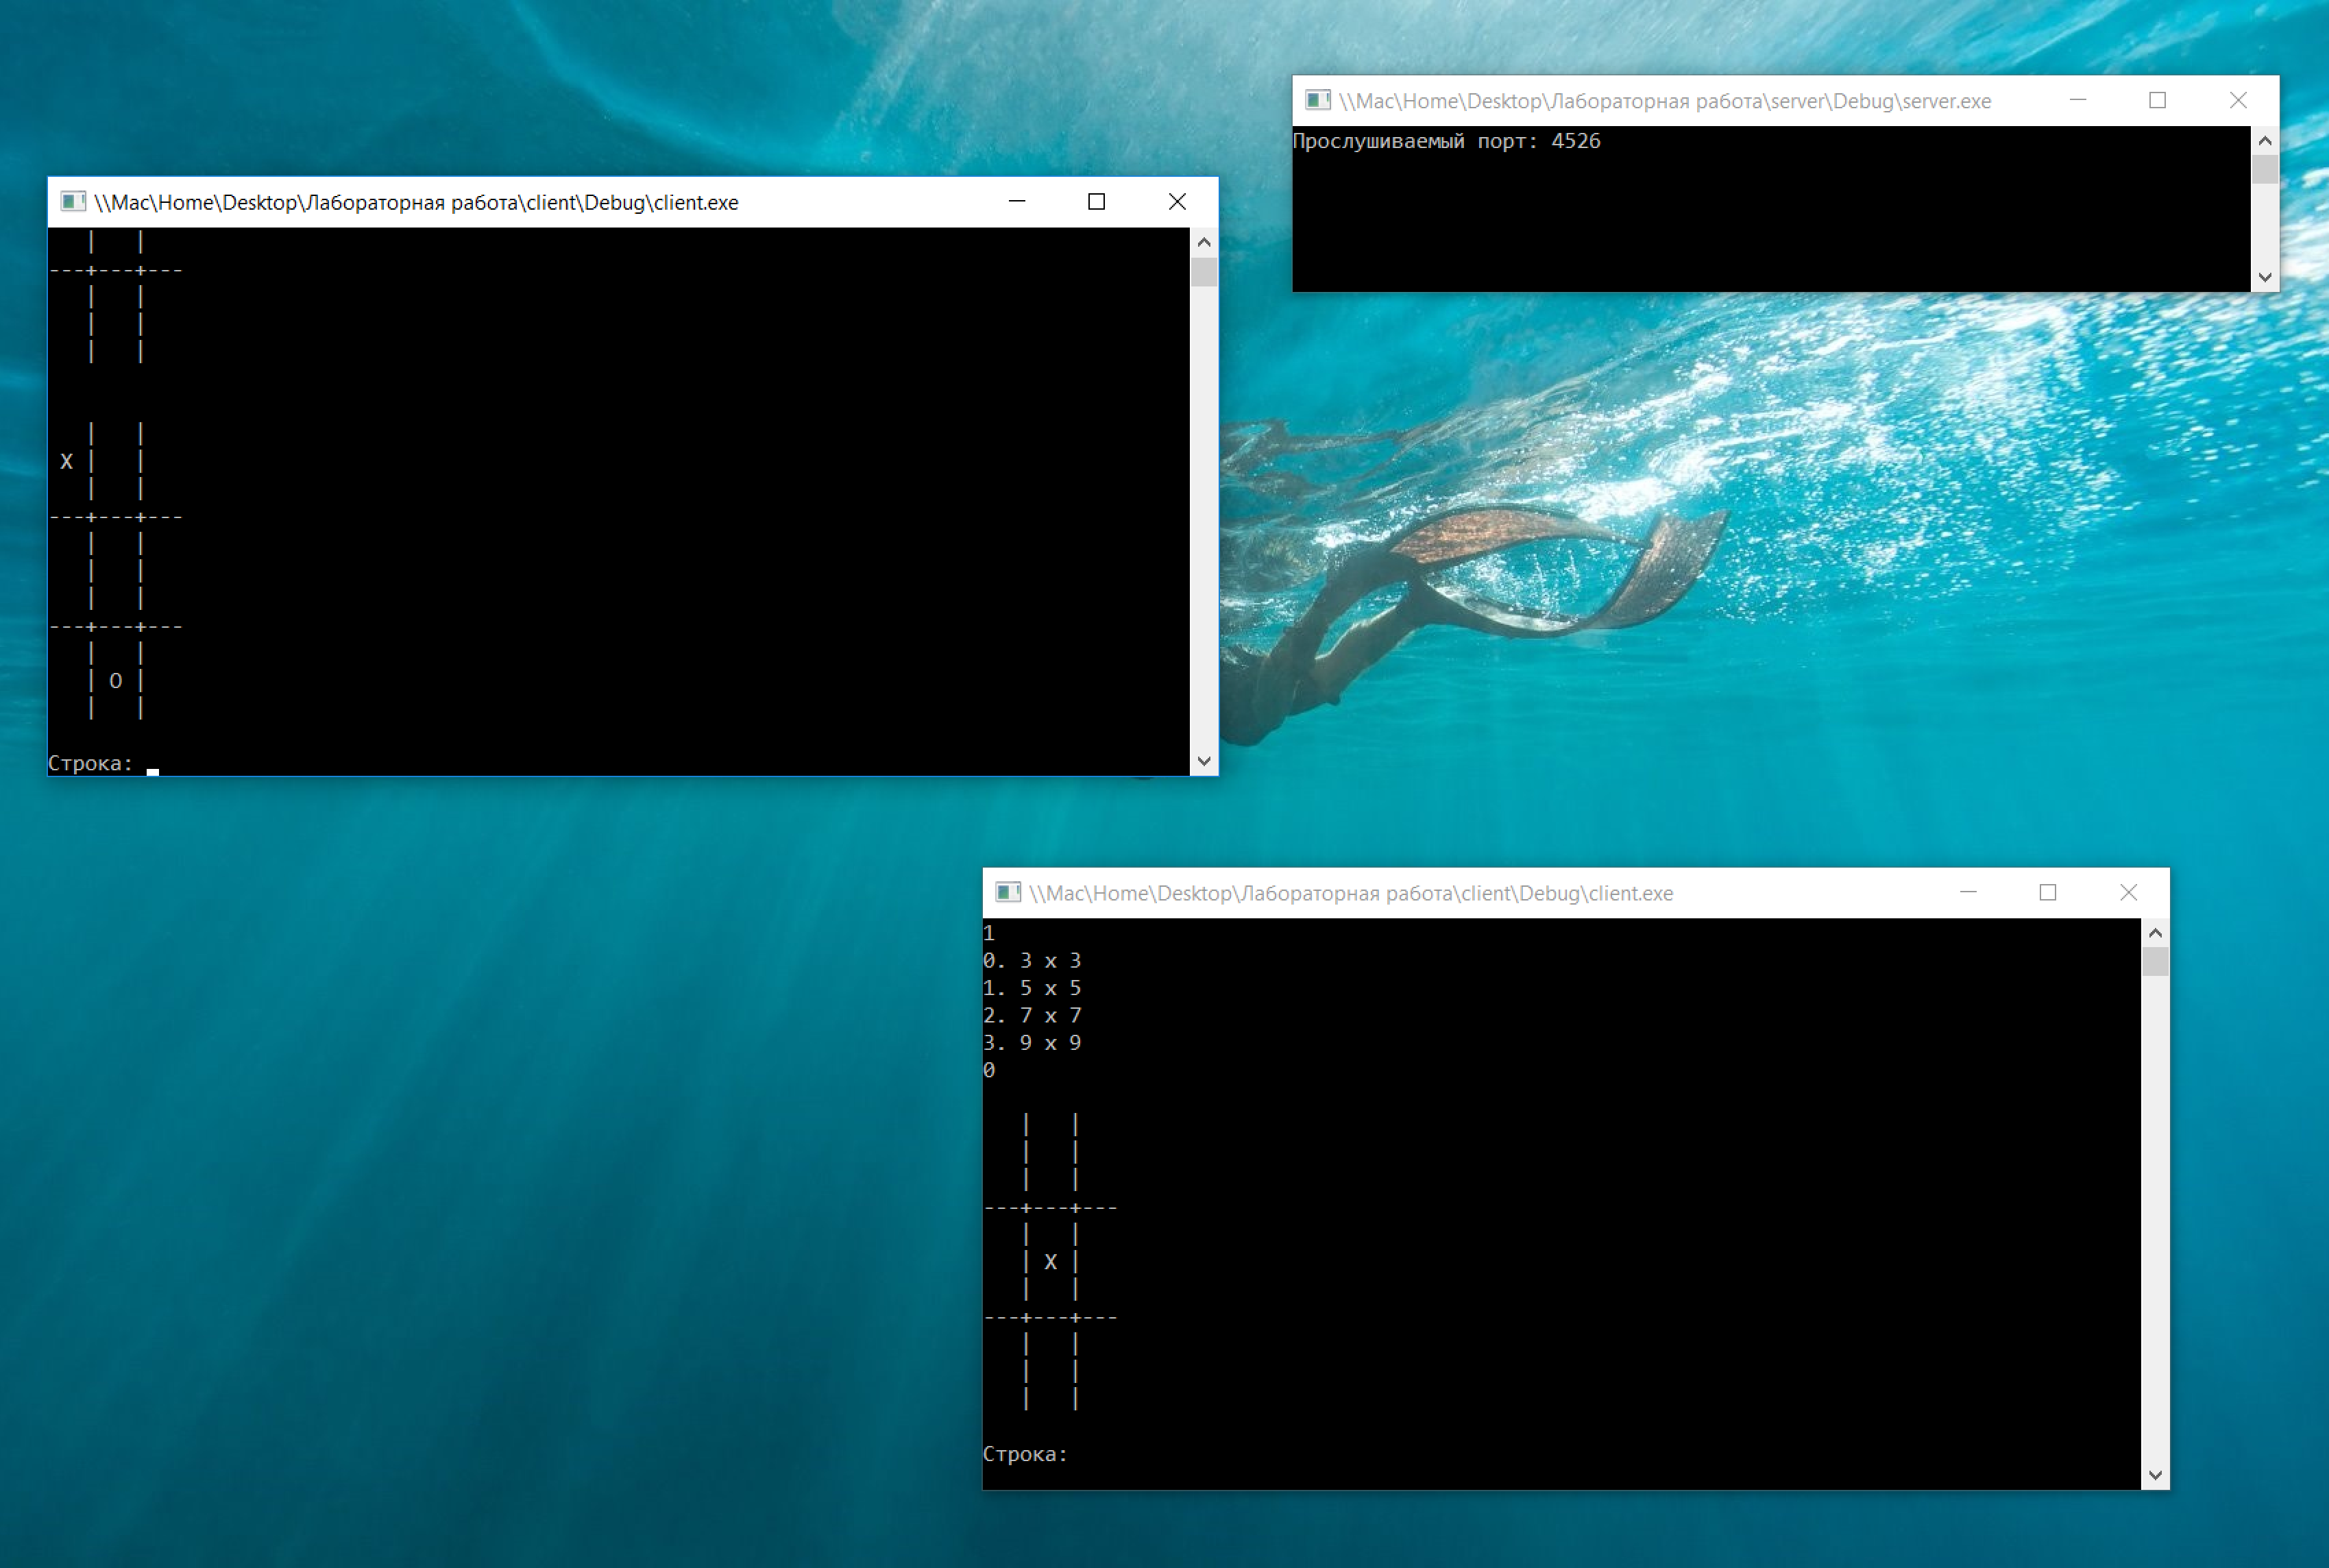 \\Mac\Home\Desktop\Лабораторная работа\server\Debug\server.exe
Прослушиваемый порт: 4526
\\Mac\Home\Desktop\Лабораторная работа\client\Debug\client.exe
   |   |
---+---+---
   |   |
   |   |
   |   |
   |   |
 X |   |
   |   |
---+---+---
   |   |
   |   |
   |   |
---+---+---
   |   |
   | O |
   |   |
Строка:
\\Mac\Home\Desktop\Лабораторная работа\client\Debug\client.exe
1
0. 3 x 3
1. 5 x 5
2. 7 x 7
3. 9 x 9
0
   |   |
   |   |
   |   |
---+---+---
   |   |
   | X |
   |   |
---+---+---
   |   |
   |   |
   |   |
Строка: